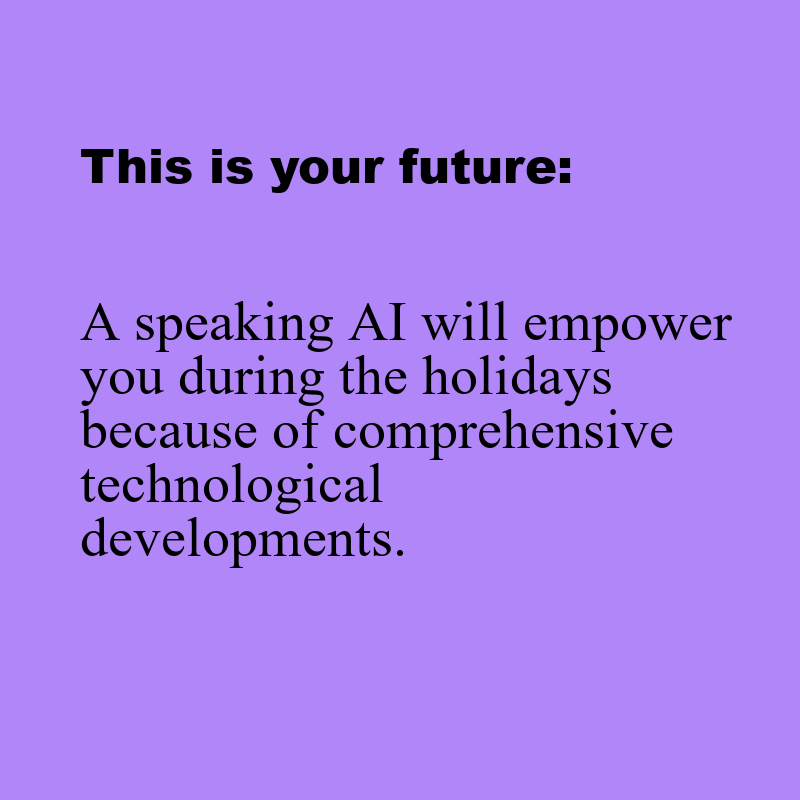 This is your future:
A speaking AI will empower
you during the holidays
because of comprehensive
technological
developments.